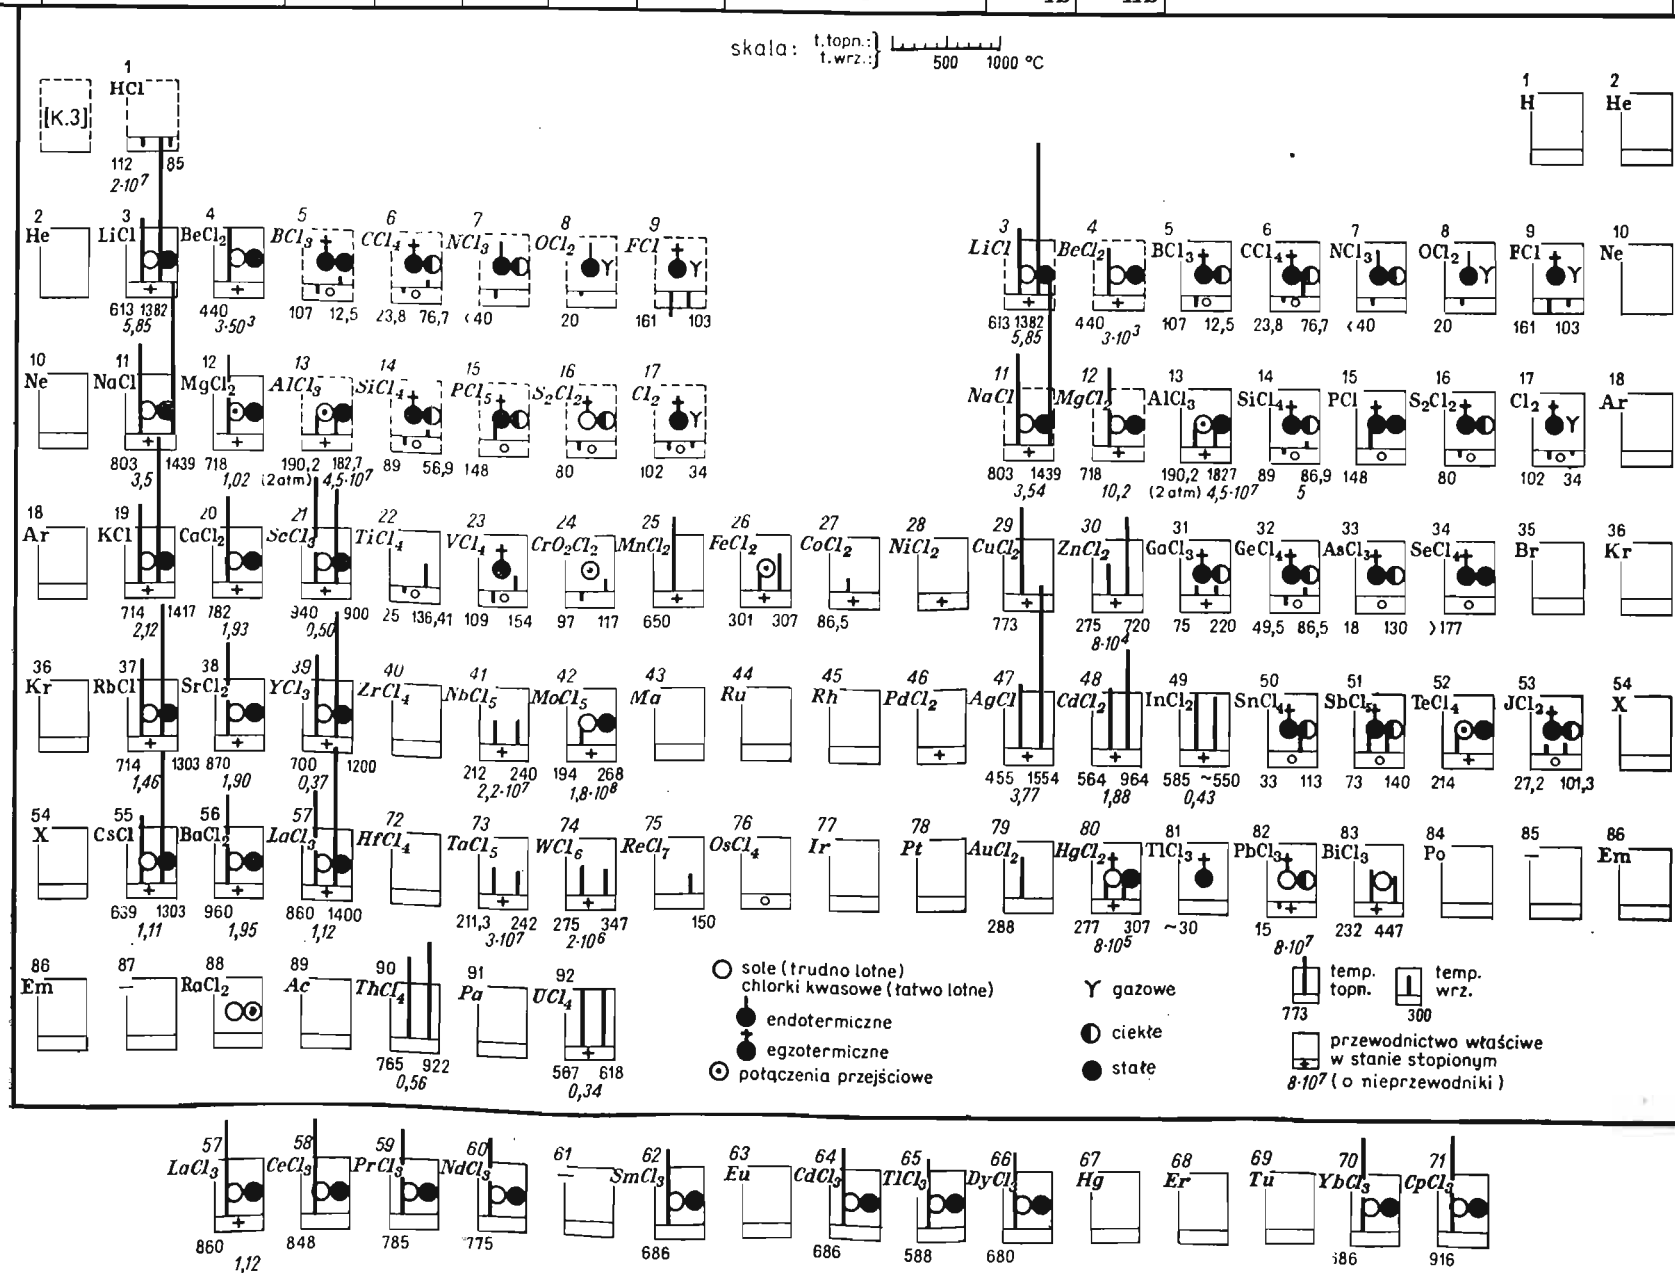 Ib IIb
skala: t.topn.: t.wrz.: 500 1000 °C
1 1 2
[K.3] HCl H He
112 85
2·10⁷
2 3 4 5 6 7 8 9 3 4 5 6 7 8 9 10
He LiCl BeCl₂ BCl₃ CCl₄ NCl₃ OCl₂ FCl LiCl BeCl₂ BCl₃ CCl₄ NCl₃ OCl₂ FCl Ne
613 1382 440 107 12,5 23,8 76,7 <40 20 161 103 613 1382 440 107 12,5 23,8 76,7 <40 20 161 103
5,85 3·50³ 5,85 3·10³
10 11 12 13 14 15 16 17 11 12 13 14 15 16 17 18
Ne NaCl MgCl₂ AlCl₃ SiCl₄ PCl₅ S₂Cl₂ Cl₂ NaCl MgCl₂ AlCl₃ SiCl₄ PCl S₂Cl₂ Cl₂ Ar
803 1439 718 190,2 182,7 89 56,9 148 80 102 34 803 1439 718 190,2 1827 89 86,9 148 80 102 34
3,5 1,02 (2atm) 4,5·10⁷ 3,54 10,2 (2atm) 4,5·10⁷ 5
18 19 20 21 22 23 24 25 26 27 28 29 30 31 32 33 34 35 36
Ar KCl CaCl₂ ScCl₃ TiCl₄ VCl₄ CrO₂Cl₂ MnCl₂ FeCl₂ CoCl₂ NiCl₂ CuCl₂ ZnCl₂ GaCl₃ GeCl₄ AsCl₃ SeCl₄ Br Kr
714 1417 782 940 900 25 136,41 109 154 97 117 650 301 307 86,5 773 275 720 75 220 49,5 86,5 18 130 >177
2,12 1,93 0,50 8·10⁴
36 37 38 39 40 41 42 43 44 45 46 47 48 49 50 51 52 53 54
Kr RbCl SrCl₂ YCl₃ ZrCl₄ NbCl₅ MoCl₅ Ma Ru Rh PdCl₂ AgCl CdCl₂ InCl₂ SnCl₄ SbCl₅ TeCl₄ JCl₃ X
714 1303 870 700 1200 212 240 194 268 455 1554 564 964 585 ~550 33 113 73 140 214 27,2 101,3
1,46 1,90 0,37 2,2·10⁷ 1,8·10⁸ 3,77 1,88 0,43
54 55 56 57 72 73 74 75 76 77 78 79 80 81 82 83 84 85 86
X CsCl BaCl₂ LaCl₃ HfCl₄ TaCl₅ WCl₆ ReCl₇ OsCl₄ Ir Pt AuCl₂ HgCl₂ TlCl₃ PbCl₃ BiCl₃ Po — Em
639 1303 960 860 1400 211,3 242 275 347 150 288 277 307 ~30 15 232 447
1,11 1,95 1,12 3·107 2·10⁶ 8·10⁵ 8·10⁷
86 87 88 89 90 91 92
Em — RaCl₂ Ac ThCl₄ Pa UCl₄
765 922 567 618
0,56 0,34
sole (trudno lotne)
chlorki kwasowe (łatwo lotne)
endotermiczne
egzotermiczne
połączenia przejściowe
gazowe
ciekłe
stałe
temp. topn.
773
temp. wrz.
300
przewodnictwo właściwe
w stanie stopionym
8·10⁷ (o nieprzewodniki)
57 58 59 60 61 62 63 64 65 66 67 68 69 70 71
LaCl₃ CeCl₃ PrCl₃ NdCl₃ — SmCl₃ Eu CdCl₃ TlCl₃ DyCl₃ Hg Er Tu YbCl₃ CpCl₃
860 848 785 775 686 686 588 680 686 916
1,12